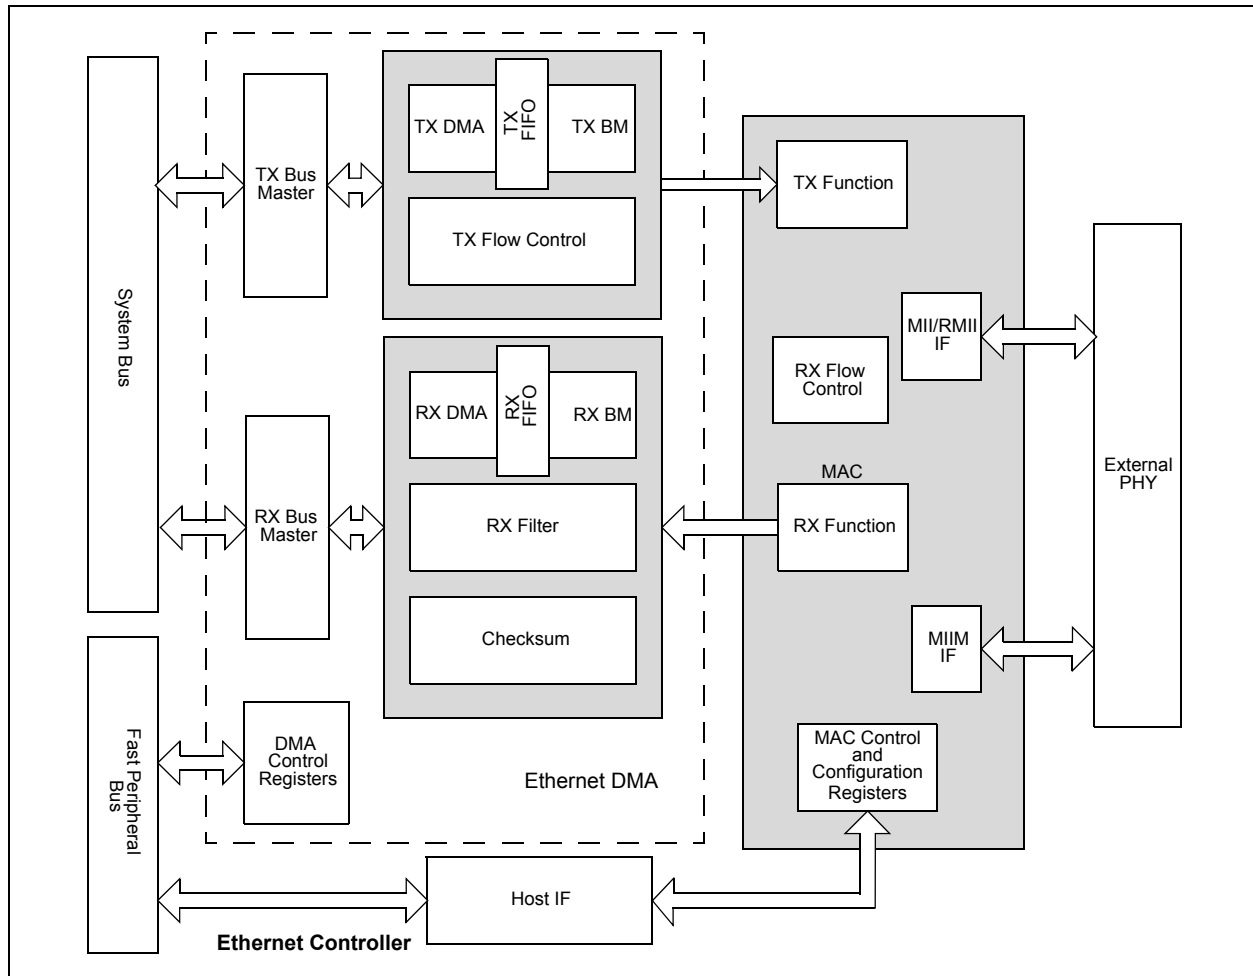 System Bus
Fast Peripheral
Bus
TX Bus
Master
TX DMA
TX
FIFO
TX BM
TX Flow Control
RX Bus
Master
RX DMA
RX
FIFO
RX BM
RX Filter
Checksum
DMA
Control
Registers
Ethernet DMA
TX Function
MII/RMII
IF
RX Flow
Control
MAC
RX Function
MIIM
IF
MAC Control
and
Configuration
Registers
External
PHY
Host IF
Ethernet Controller